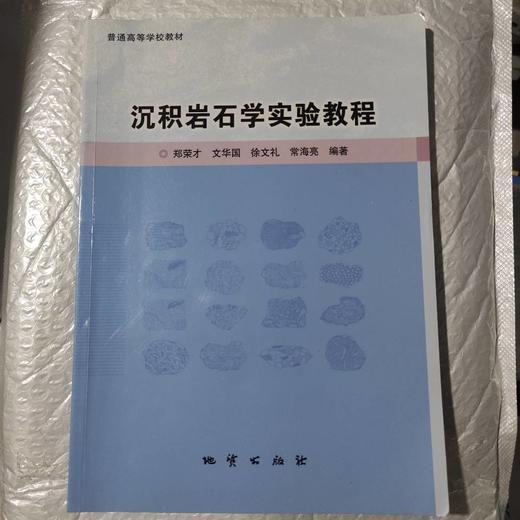 普通高等学校教材
沉积岩石学实验教程
◎ 郑荣才 文华国 徐文礼 常海亮 编著
地质出版社